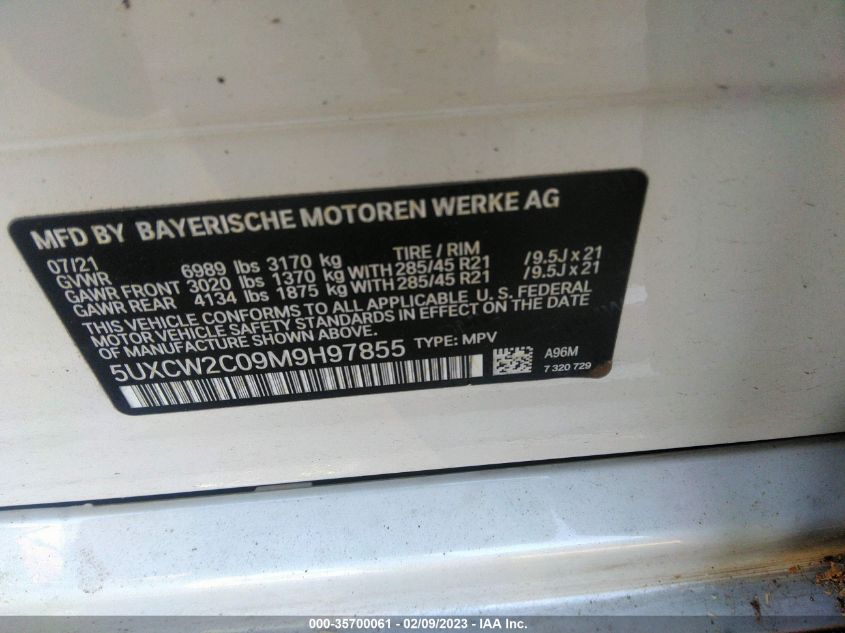 MFD BY BAYERISCHE MOTOREN WERKE AG
07/21 TIRE / RIM
GVWR 6989 lbs 3170 kg
GAWR FRONT 3020 lbs 1370 kg WITH 285/45 R21 /9.5J x 21
GAWR REAR 4134 lbs 1875 kg WITH 285/45 R21 /9.5J x 21
THIS VEHICLE CONFORMS TO ALL APPLICABLE U. S. FEDERAL
MOTOR VEHICLE SAFETY STANDARDS IN EFFECT ON THE DATE
OF MANUFACTURE SHOWN ABOVE.
5UXCW2C09M9H97855 TYPE: MPV
A96M
7 320 729
000-35700061 - 02/09/2023 - IAA Inc.